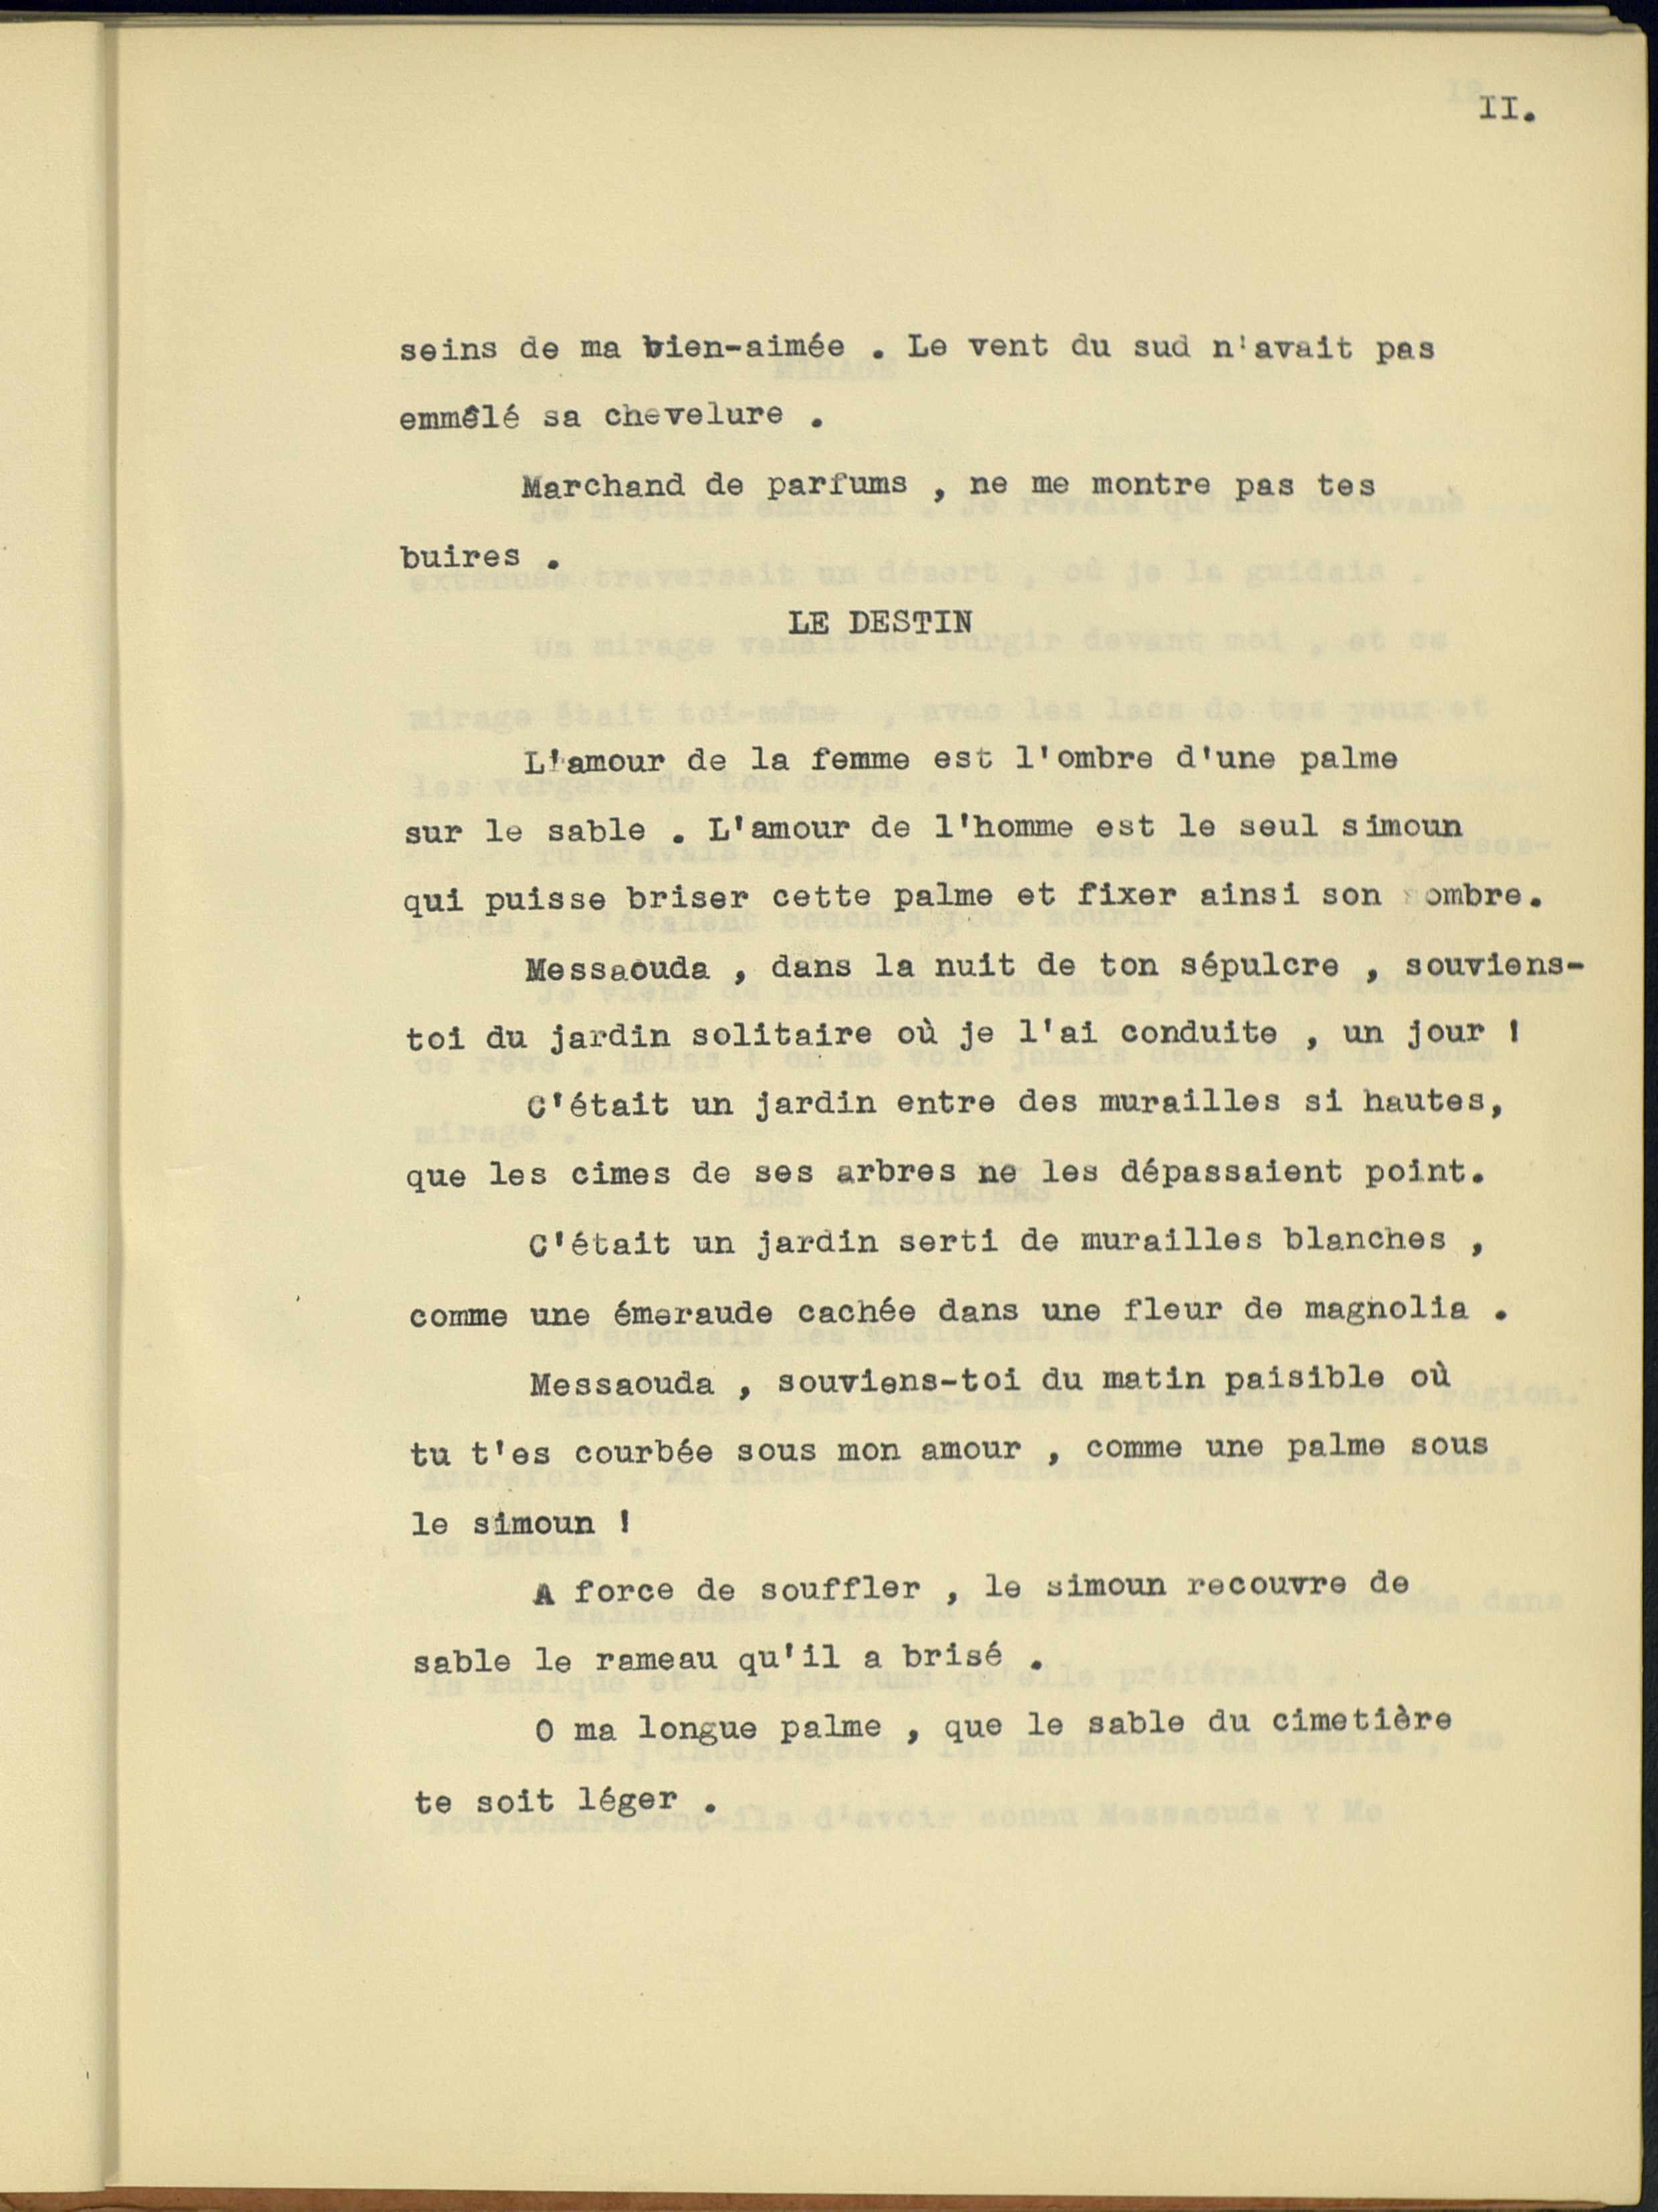 II.
seins de ma bien-aimée . Le vent du sud n'avait pas
emmêlé sa chevelure .
Marchand de parfums , ne me montre pas tes
buires .
LE DESTIN
L'amour de la femme est l'ombre d'une palme
sur le sable . L'amour de l'homme est le seul simoun
qui puisse briser cette palme et fixer ainsi son ombre.
Messaouda , dans la nuit de ton sépulcre , souviens-
toi du jardin solitaire où je l'ai conduite , un jour !
C'était un jardin entre des murailles si hautes,
que les cimes de ses arbres ne les dépassaient point.
C'était un jardin serti de murailles blanches ,
comme une émeraude cachée dans une fleur de magnolia .
Messaouda , souviens-toi du matin paisible où
tu t'es courbée sous mon amour , comme une palme sous
le simoun !
A force de souffler , le simoun recouvre de
sable le rameau qu'il a brisé .
O ma longue palme , que le sable du cimetière
te soit léger .